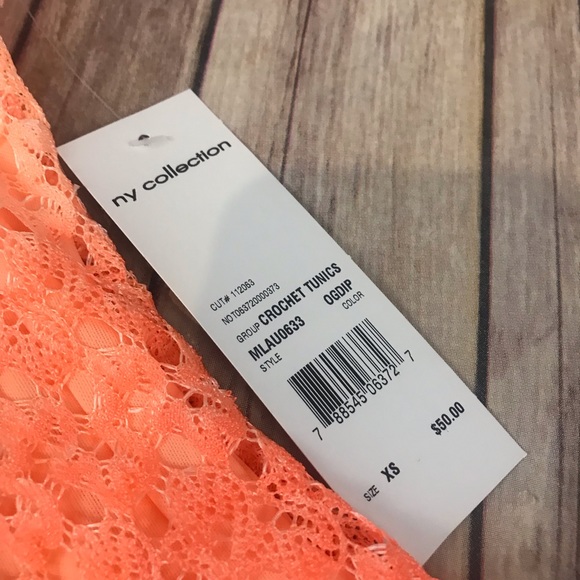 ny collection
CUT# 112063
NOT063720000373
GROUP CROCHET TUNICS
MLAU0633 OGDIP
STYLE COLOR
7 88545 06372 7
SIZE XS $50.00